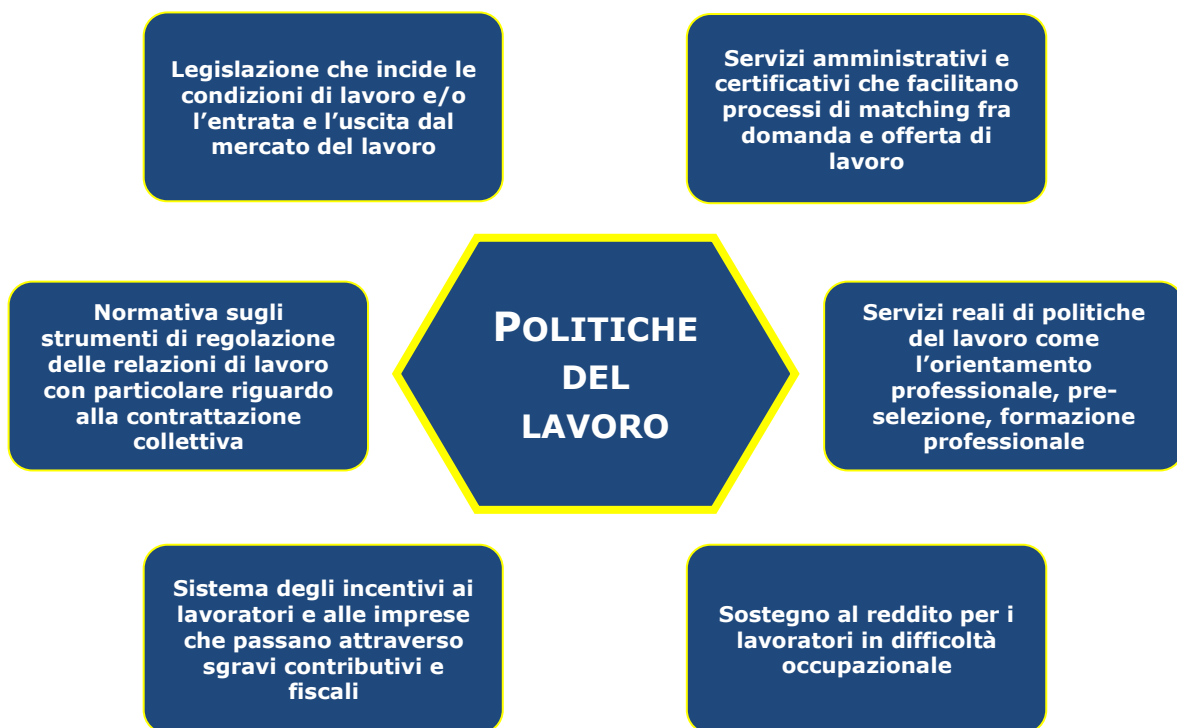 Legislazione che incide le
condizioni di lavoro e/o
l'entrata e l'uscita dal
mercato del lavoro
Servizi amministrativi e
certificativi che facilitano
processi di matching fra
domanda e offerta di
lavoro
Normativa sugli
strumenti di regolazione
delle relazioni di lavoro
con particolare riguardo
alla contrattazione
collettiva
POLITICHE
DEL
LAVORO
Servizi reali di politiche
del lavoro come
l'orientamento
professionale, pre-
selezione, formazione
professionale
Sistema degli incentivi ai
lavoratori e alle imprese
che passano attraverso
sgravi contributivi e
fiscali
Sostegno al reddito per i
lavoratori in difficoltà
occupazionale